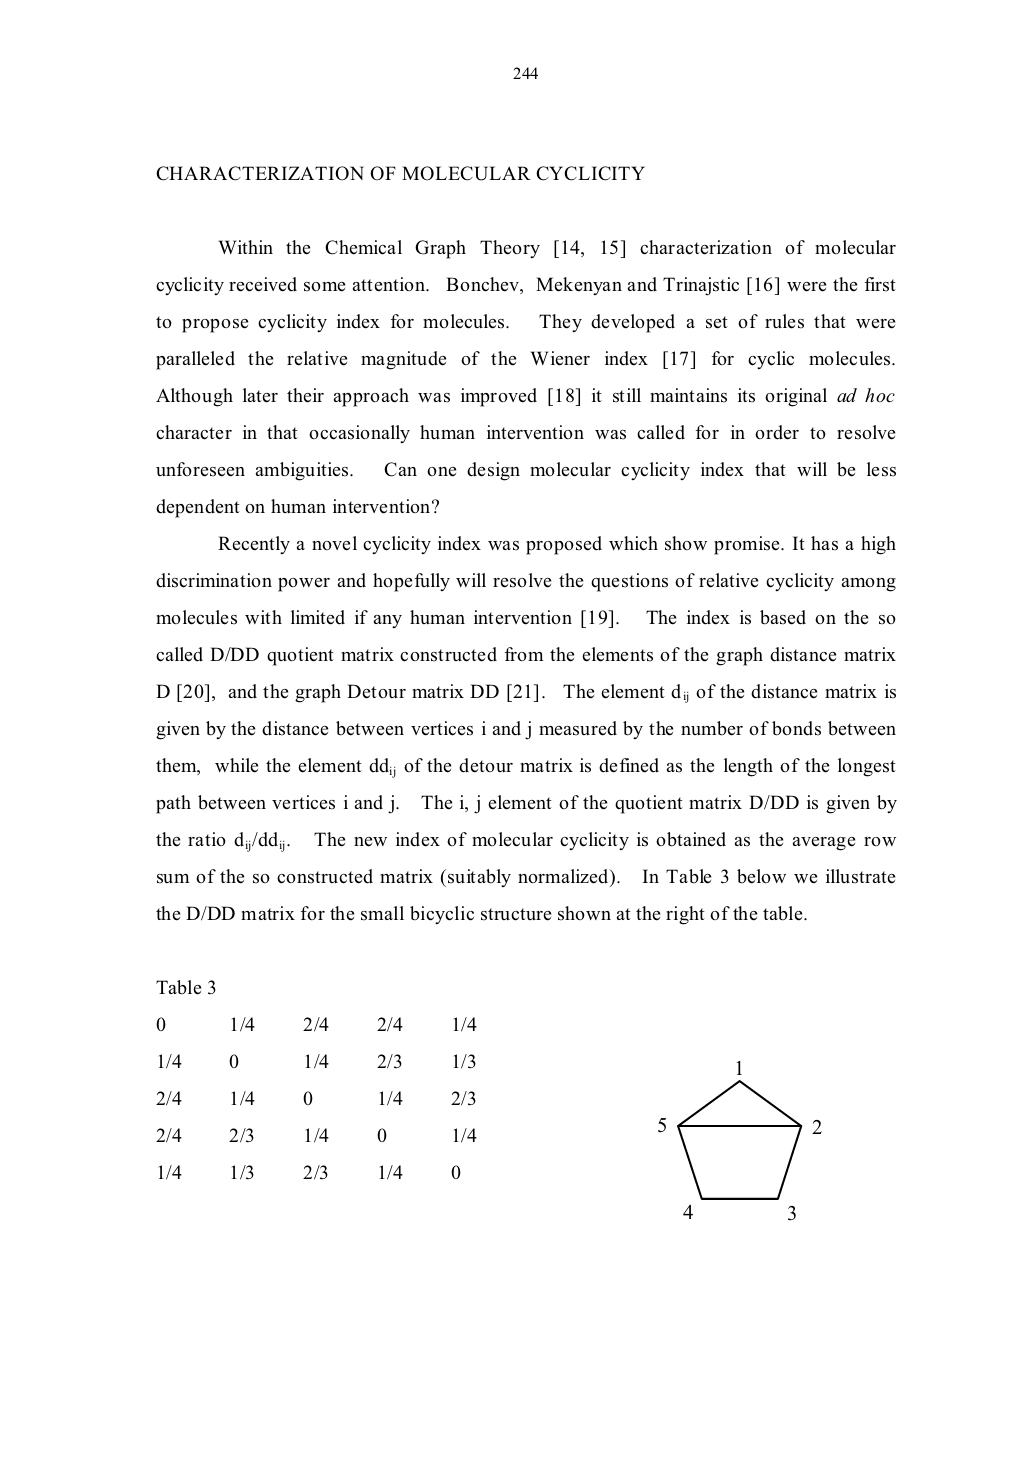 244
CHARACTERIZATION OF MOLECULAR CYCLICITY
Within the Chemical Graph Theory [14, 15] characterization of molecular
cyclicity received some attention. Bonchev, Mekenyan and Trinajstic [16] were the first
to propose cyclicity index for molecules. They developed a set of rules that were
paralleled the relative magnitude of the Wiener index [17] for cyclic molecules.
Although later their approach was improved [18] it still maintains its original ad hoc
character in that occasionally human intervention was called for in order to resolve
unforeseen ambiguities. Can one design molecular cyclicity index that will be less
dependent on human intervention?
Recently a novel cyclicity index was proposed which show promise. It has a high
discrimination power and hopefully will resolve the questions of relative cyclicity among
molecules with limited if any human intervention [19]. The index is based on the so
called D/DD quotient matrix constructed from the elements of the graph distance matrix
D [20], and the graph Detour matrix DD [21]. The element dij of the distance matrix is
given by the distance between vertices i and j measured by the number of bonds between
them, while the element ddij of the detour matrix is defined as the length of the longest
path between vertices i and j. The i, j element of the quotient matrix D/DD is given by
the ratio dij/ddij. The new index of molecular cyclicity is obtained as the average row
sum of the so constructed matrix (suitably normalized). In Table 3 below we illustrate
the D/DD matrix for the small bicyclic structure shown at the right of the table.
Table 3
0 1/4 2/4 2/4 1/4
1/4 0 1/4 2/3 1/3
2/4 1/4 0 1/4 2/3
2/4 2/3 1/4 0 1/4
1/4 1/3 2/3 1/4 0
1
5 2
4 3